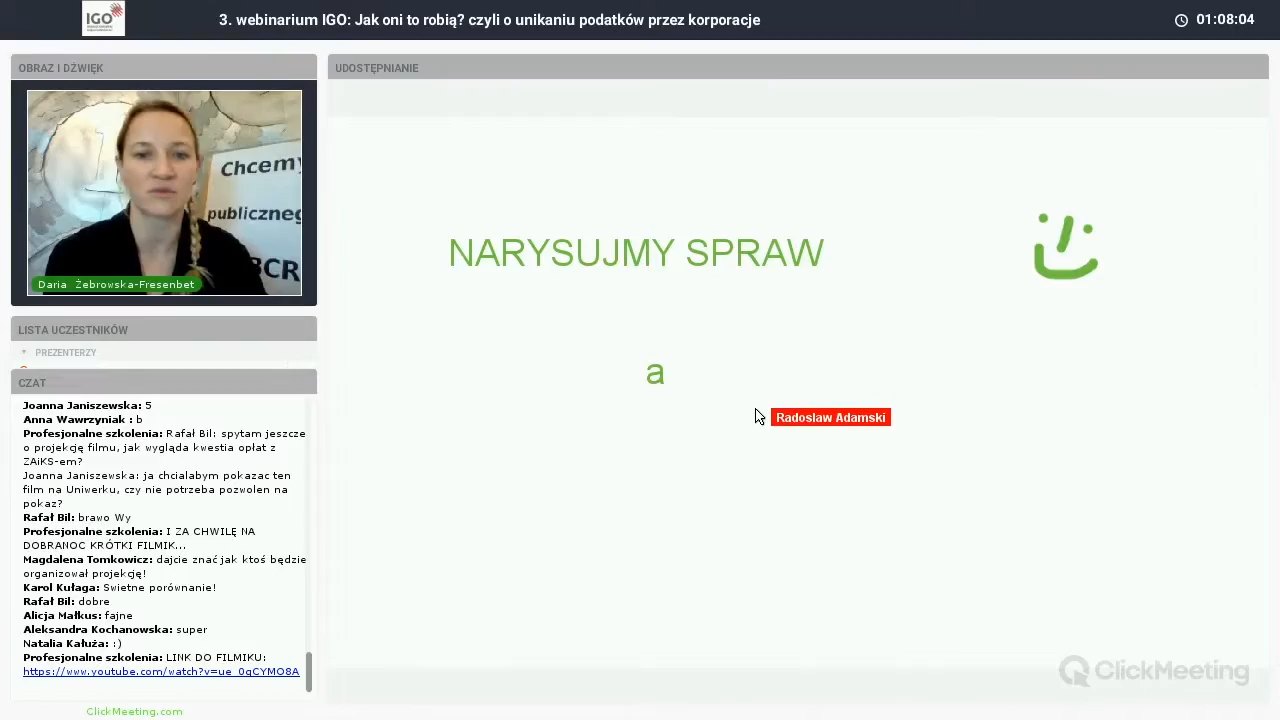 IGO
3. webinarium IGO: Jak oni to robią? czyli o unikaniu podatków przez korporacje
01:08:04
OBRAZ I DŹWIĘK
Chcemy
publiczneg
BCR
Daria Żebrowska-Fresenbet
LISTA UCZESTNIKÓW
PREZENTERZY
CZAT
Joanna Janiszewska: 5
Anna Wawrzyniak : b
Profesjonalne szkolenia: Rafał Bil: spytam jeszcze
o projekcję filmu, jak wygląda kwestia opłat z
ZAiKS-em?
Joanna Janiszewska: ja chcialabym pokazac ten
film na Uniwerku, czy nie potrzeba pozwolen na
pokaz?
Rafał Bil: brawo Wy
Profesjonalne szkolenia: I ZA CHWILĘ NA
DOBRANOC KRÓTKI FILMIK...
Magdalena Tomkowicz: dajcie znać jak ktoś będzie
organizował projekcję!
Karol Kułaga: Swietne porównanie!
Rafał Bil: dobre
Alicja Małkus: fajne
Aleksandra Kochanowska: super
Natalia Kałuża: :)
Profesjonalne szkolenia: LINK DO FILMIKU:
https://www.youtube.com/watch?v=ue_0qCYMO8A
ClickMeeting.com
UDOSTĘPNIANIE
NARYSUJMY SPRAW
a
Radoslaw Adamski
ClickMeeting